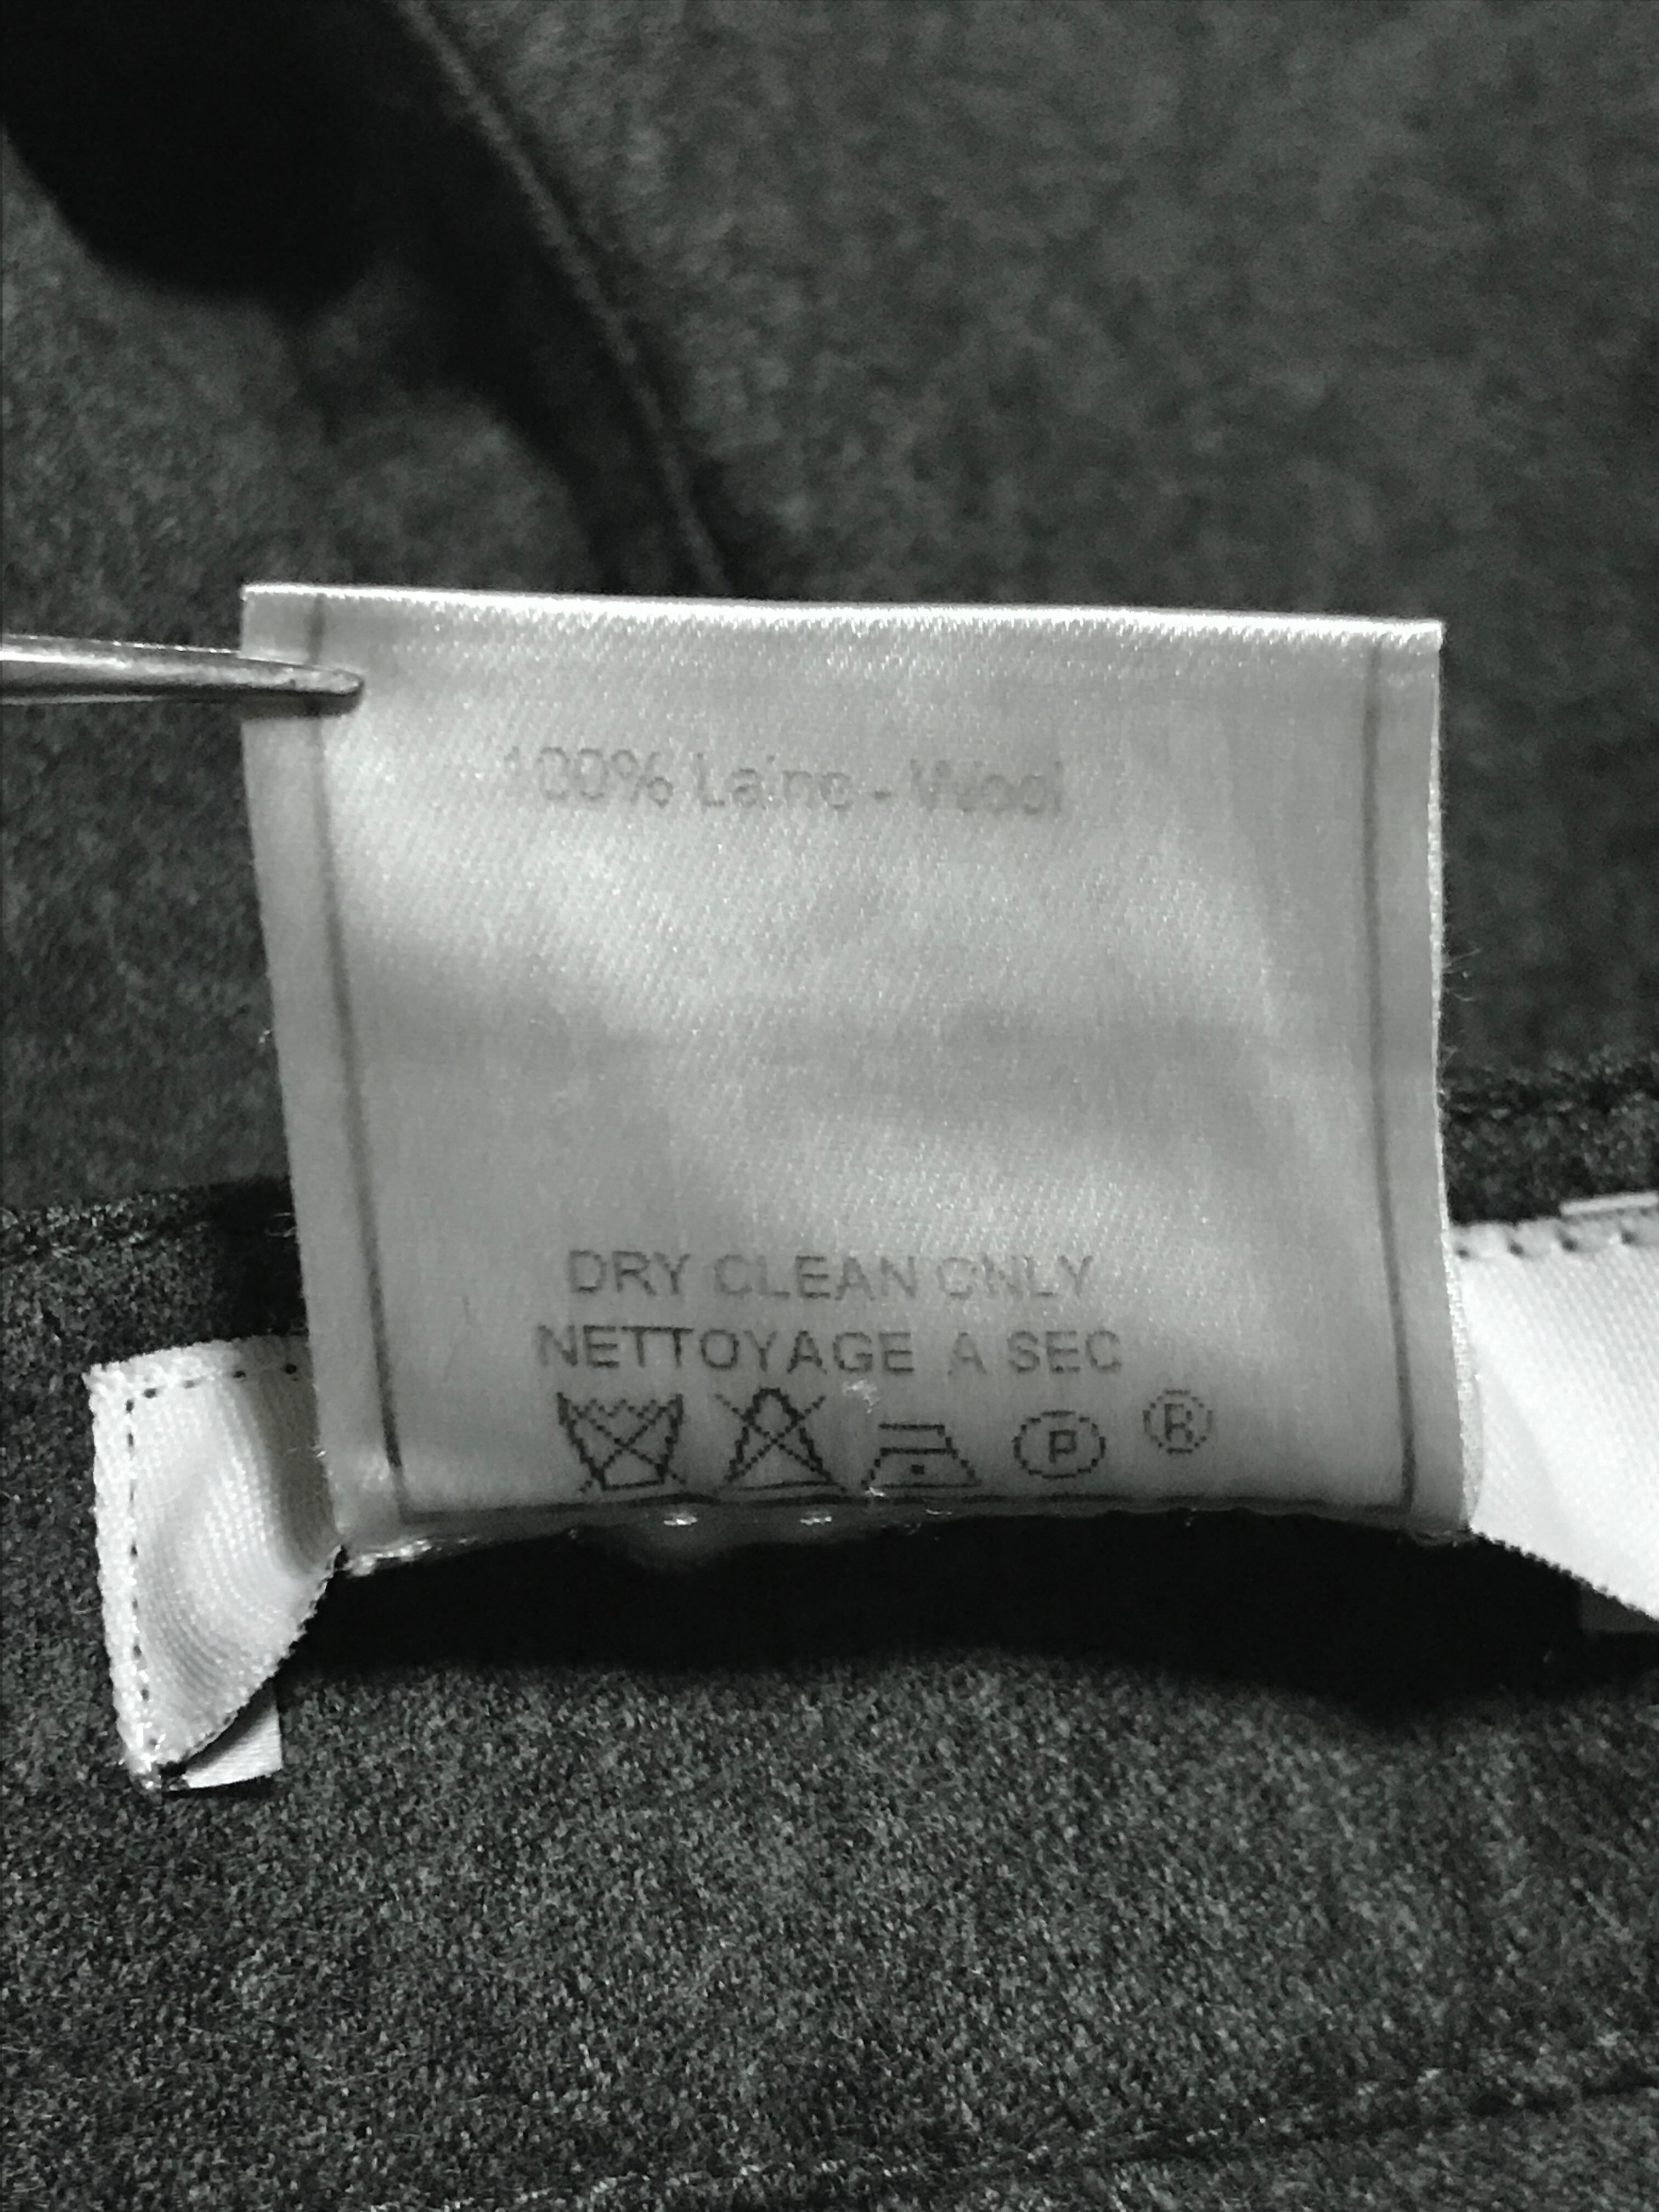 100% Laine - Wool
DRY CLEAN ONLY
NETTOYAGE A SEC
P ®